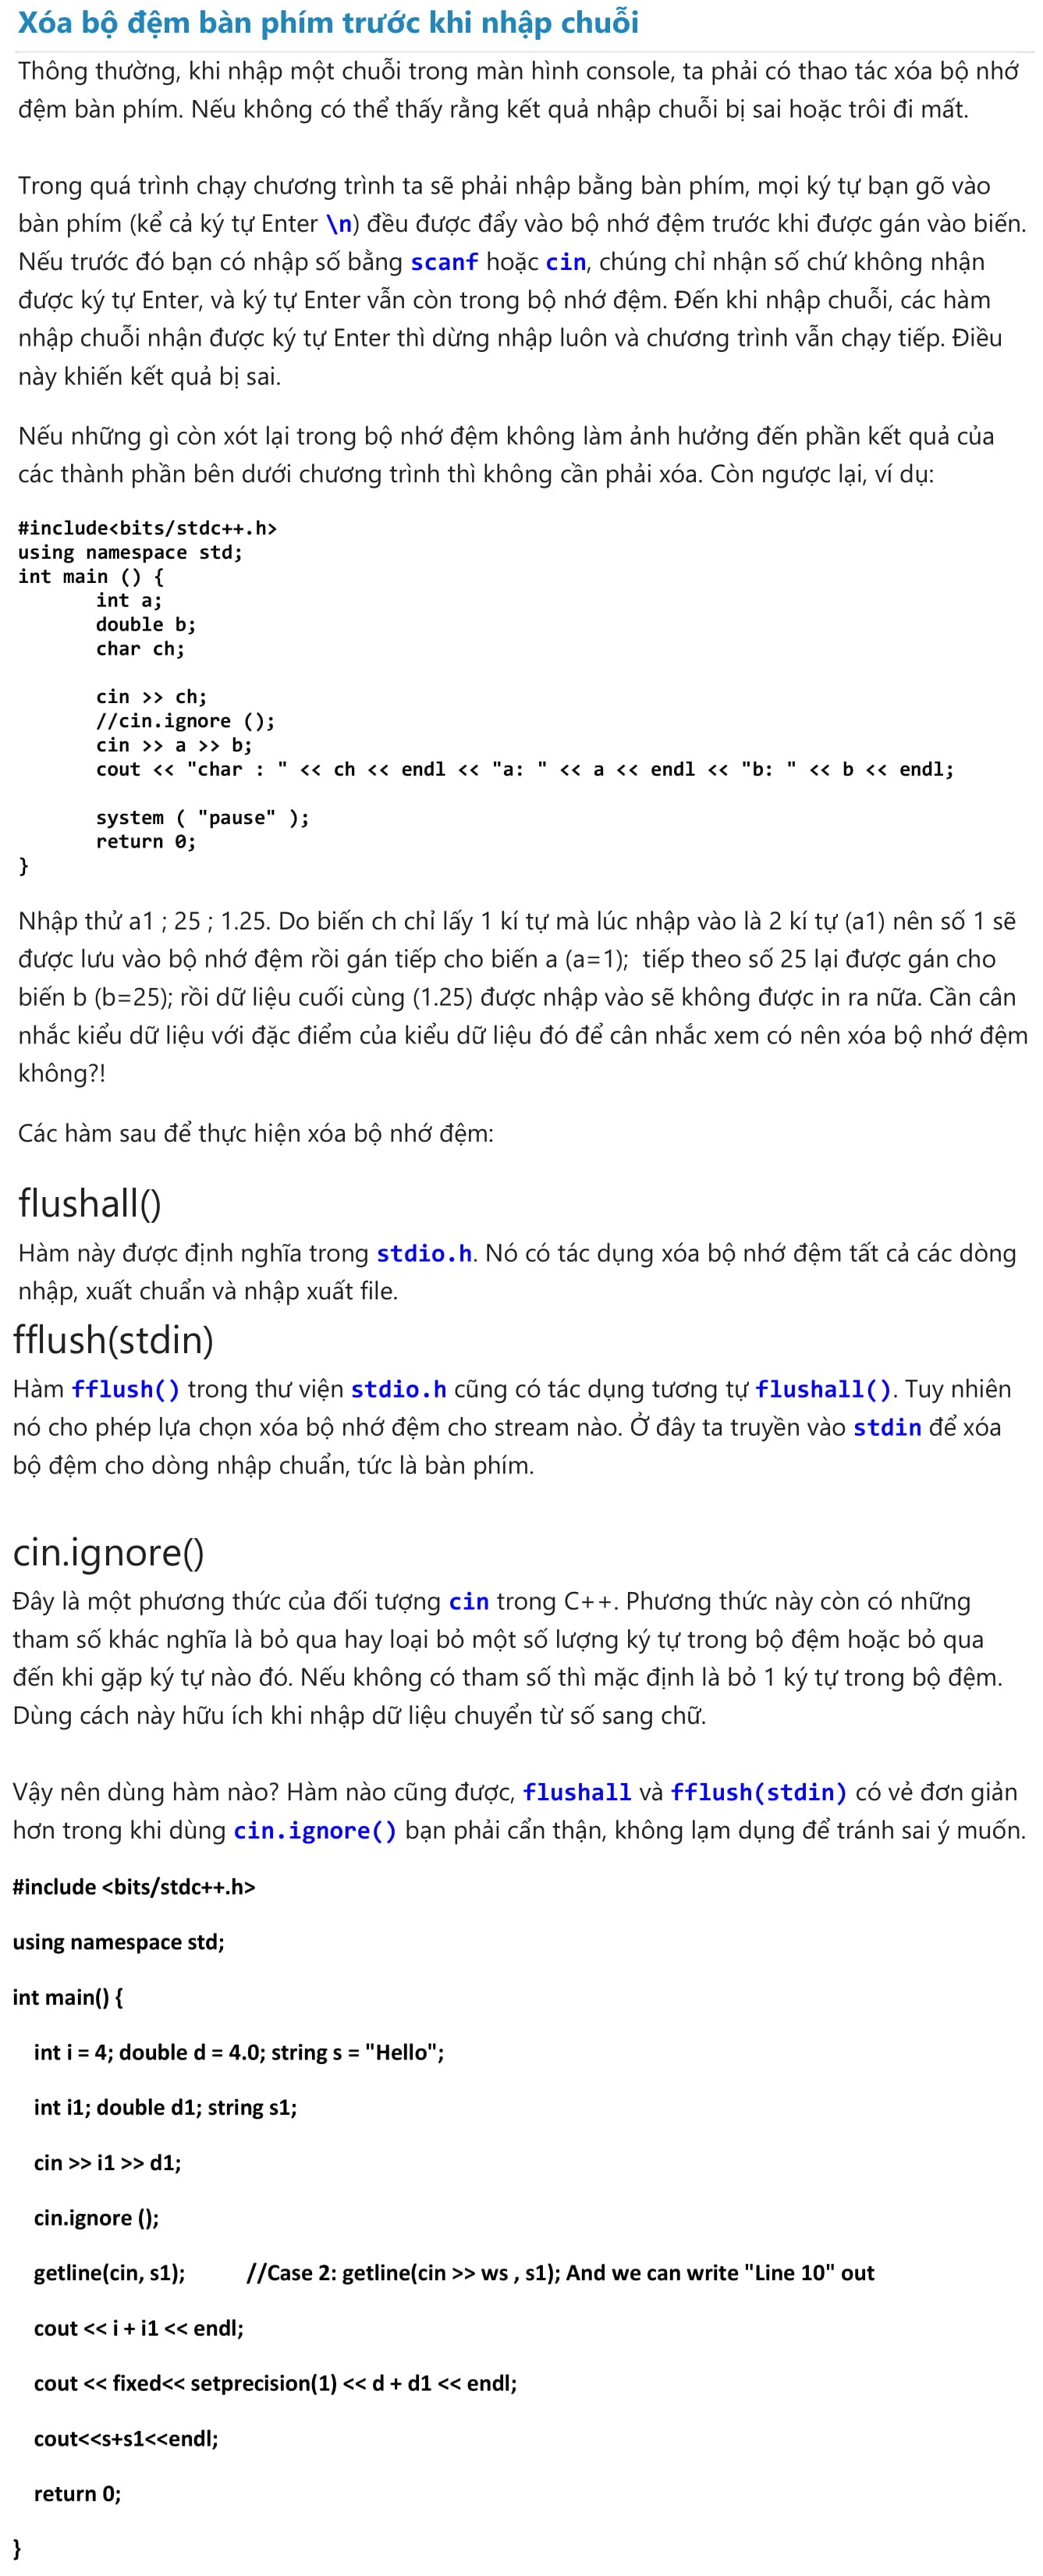 Xóa bộ đệm bàn phím trước khi nhập chuỗi
Thông thường, khi nhập một chuỗi trong màn hình console, ta phải có thao tác xóa bộ nhớ
đệm bàn phím. Nếu không có thể thấy rằng kết quả nhập chuỗi bị sai hoặc trôi đi mất.
Trong quá trình chạy chương trình ta sẽ phải nhập bằng bàn phím, mọi ký tự bạn gõ vào
bàn phím (kể cả ký tự Enter \n) đều được đẩy vào bộ nhớ đệm trước khi được gán vào biến.
Nếu trước đó bạn có nhập số bằng scanf hoặc cin, chúng chỉ nhận số chứ không nhận
được ký tự Enter, và ký tự Enter vẫn còn trong bộ nhớ đệm. Đến khi nhập chuỗi, các hàm
nhập chuỗi nhận được ký tự Enter thì dừng nhập luôn và chương trình vẫn chạy tiếp. Điều
này khiến kết quả bị sai.
Nếu những gì còn xót lại trong bộ nhớ đệm không làm ảnh hưởng đến phần kết quả của
các thành phần bên dưới chương trình thì không cần phải xóa. Còn ngược lại, ví dụ:
#include<bits/stdc++.h>
using namespace std;
int main () {
int a;
double b;
char ch;
cin >> ch;
//cin.ignore ();
cin >> a >> b;
cout << "char : " << ch << endl << "a: " << a << endl << "b: " << b << endl;
system ( "pause" );
return 0;
}
Nhập thử a1 ; 25 ; 1.25. Do biến ch chỉ lấy 1 kí tự mà lúc nhập vào là 2 kí tự (a1) nên số 1 sẽ
được lưu vào bộ nhớ đệm rồi gán tiếp cho biến a (a=1);  tiếp theo số 25 lại được gán cho
biến b (b=25); rồi dữ liệu cuối cùng (1.25) được nhập vào sẽ không được in ra nữa. Cần cân
nhắc kiểu dữ liệu với đặc điểm của kiểu dữ liệu đó để cân nhắc xem có nên xóa bộ nhớ đệm
không?!
Các hàm sau để thực hiện xóa bộ nhớ đệm:
flushall()
Hàm này được định nghĩa trong stdio.h. Nó có tác dụng xóa bộ nhớ đệm tất cả các dòng
nhập, xuất chuẩn và nhập xuất file.
fflush(stdin)
Hàm fflush() trong thư viện stdio.h cũng có tác dụng tương tự flushall(). Tuy nhiên
nó cho phép lựa chọn xóa bộ nhớ đệm cho stream nào. Ở đây ta truyền vào stdin để xóa
bộ đệm cho dòng nhập chuẩn, tức là bàn phím.
cin.ignore()
Đây là một phương thức của đối tượng cin trong C++. Phương thức này còn có những
tham số khác nghĩa là bỏ qua hay loại bỏ một số lượng ký tự trong bộ đệm hoặc bỏ qua
đến khi gặp ký tự nào đó. Nếu không có tham số thì mặc định là bỏ 1 ký tự trong bộ đệm.
Dùng cách này hữu ích khi nhập dữ liệu chuyển từ số sang chữ.
Vậy nên dùng hàm nào? Hàm nào cũng được, flushall và fflush(stdin) có vẻ đơn giản
hơn trong khi dùng cin.ignore() bạn phải cẩn thận, không lạm dụng để tránh sai ý muốn.
#include <bits/stdc++.h>
using namespace std;
int main() {
int i = 4; double d = 4.0; string s = "Hello";
int i1; double d1; string s1;
cin >> i1 >> d1;
cin.ignore ();
getline(cin, s1); //Case 2: getline(cin >> ws , s1); And we can write "Line 10" out
cout << i + i1 << endl;
cout << fixed<< setprecision(1) << d + d1 << endl;
cout<<s+s1<<endl;
return 0;
}